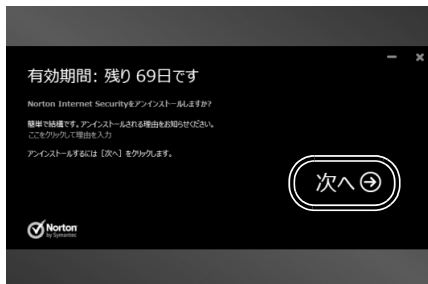 有効期間: 残り 69日です
Norton Internet Securityをアンインストールしますか?
簡単で結構です。アンインストールされる理由をお知らせください。
ここをクリックして理由を入力
アンインストールするには［次へ］をクリックします。
次へ
Norton
by Symantec